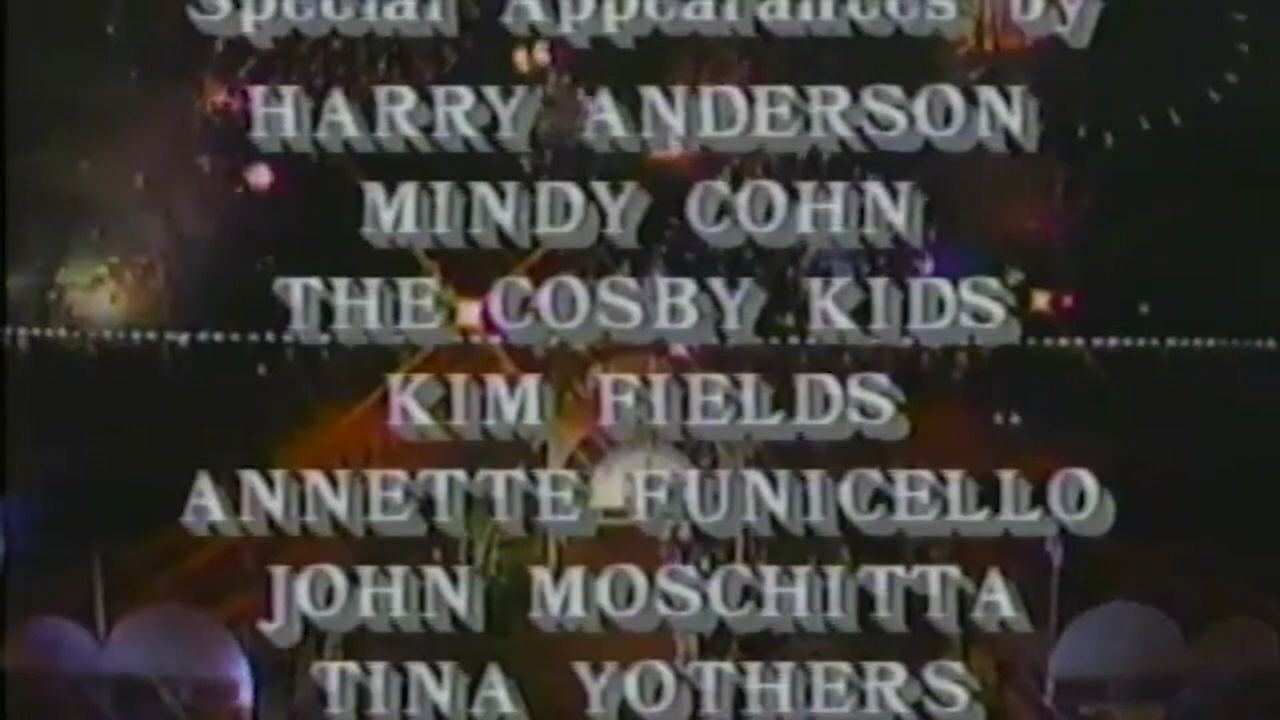 Special Appearances by
HARRY ANDERSON
MINDY COHN
THE COSBY KIDS
KIM FIELDS
ANNETTE FUNICELLO
JOHN MOSCHITTA
TINA YOTHERS